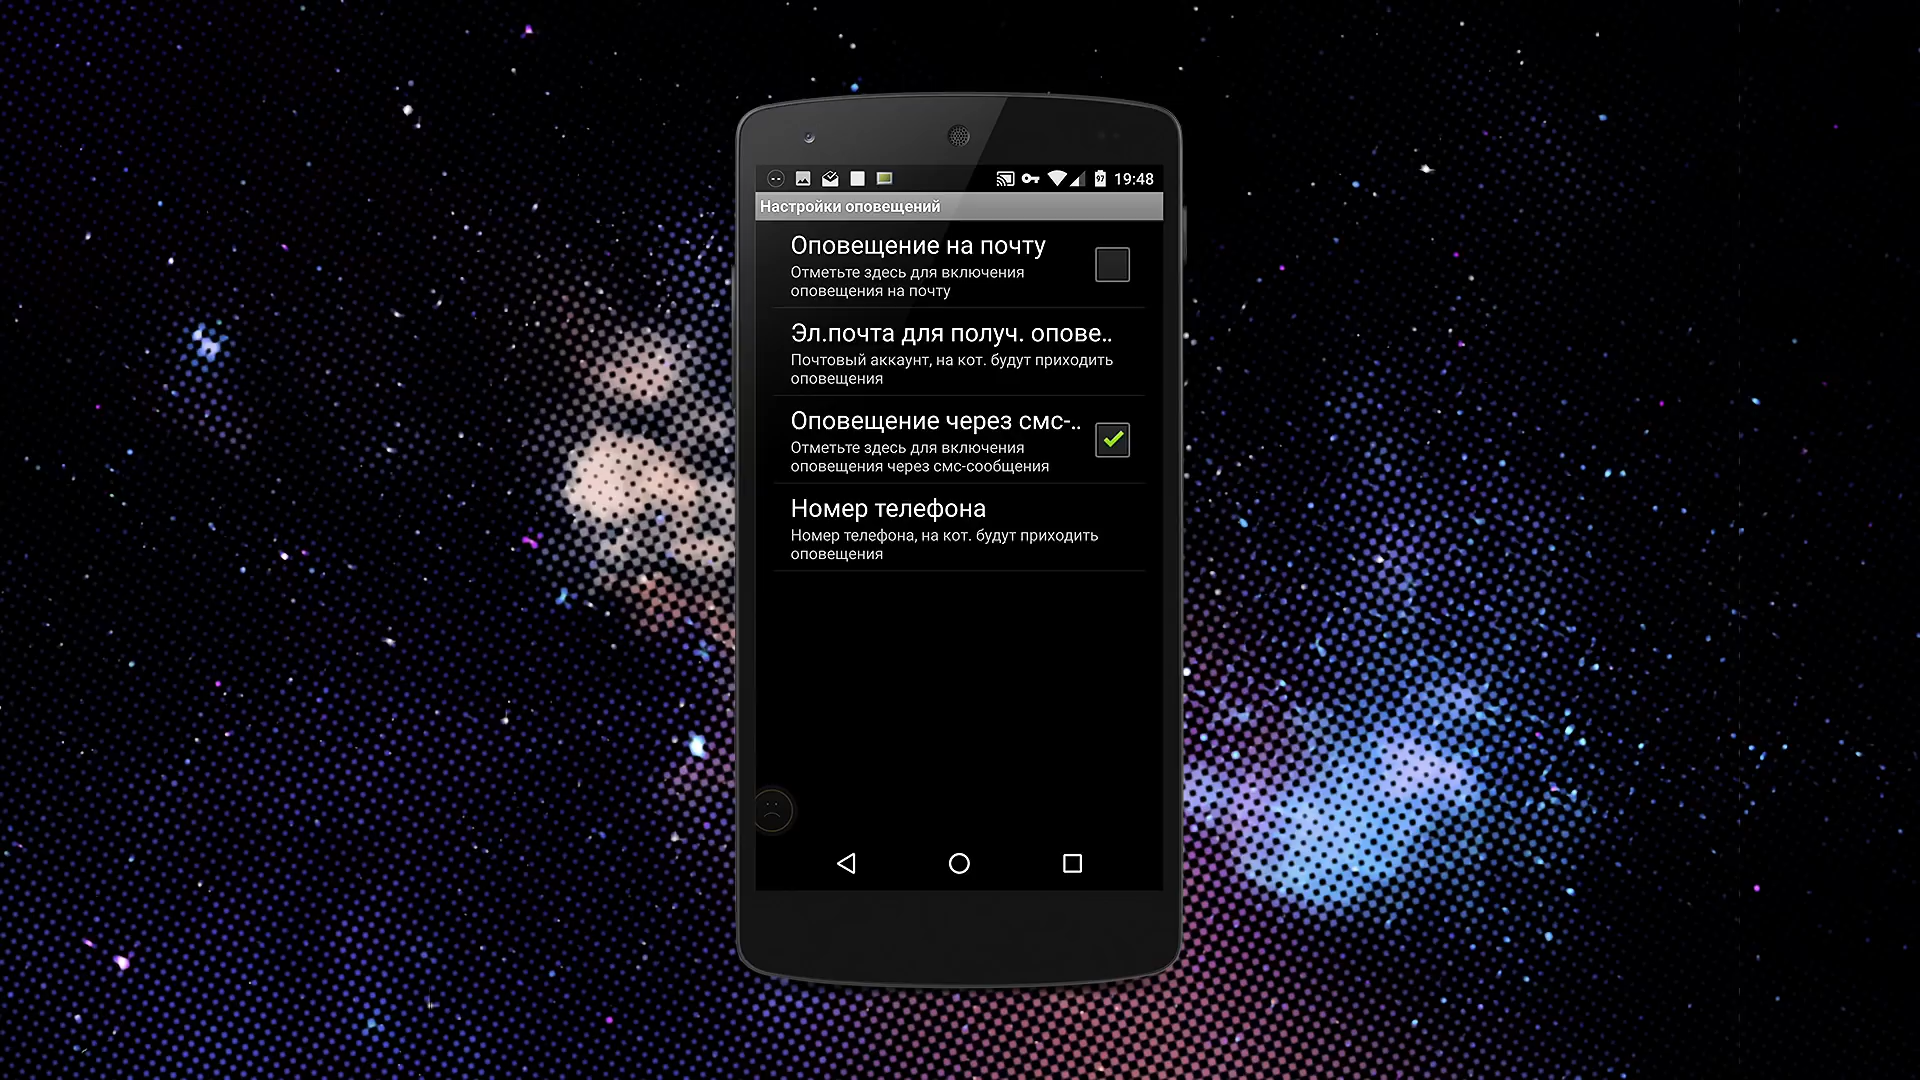 97 19:48
Настройки оповещений
Оповещение на почту
Отметьте здесь для включения
оповещения на почту
Эл.почта для получ. опове..
Почтовый аккаунт, на кот. будут приходить
оповещения
Оповещение через смс-..
Отметьте здесь для включения
оповещения через смс-сообщения
Номер телефона
Номер телефона, на кот. будут приходить
оповещения